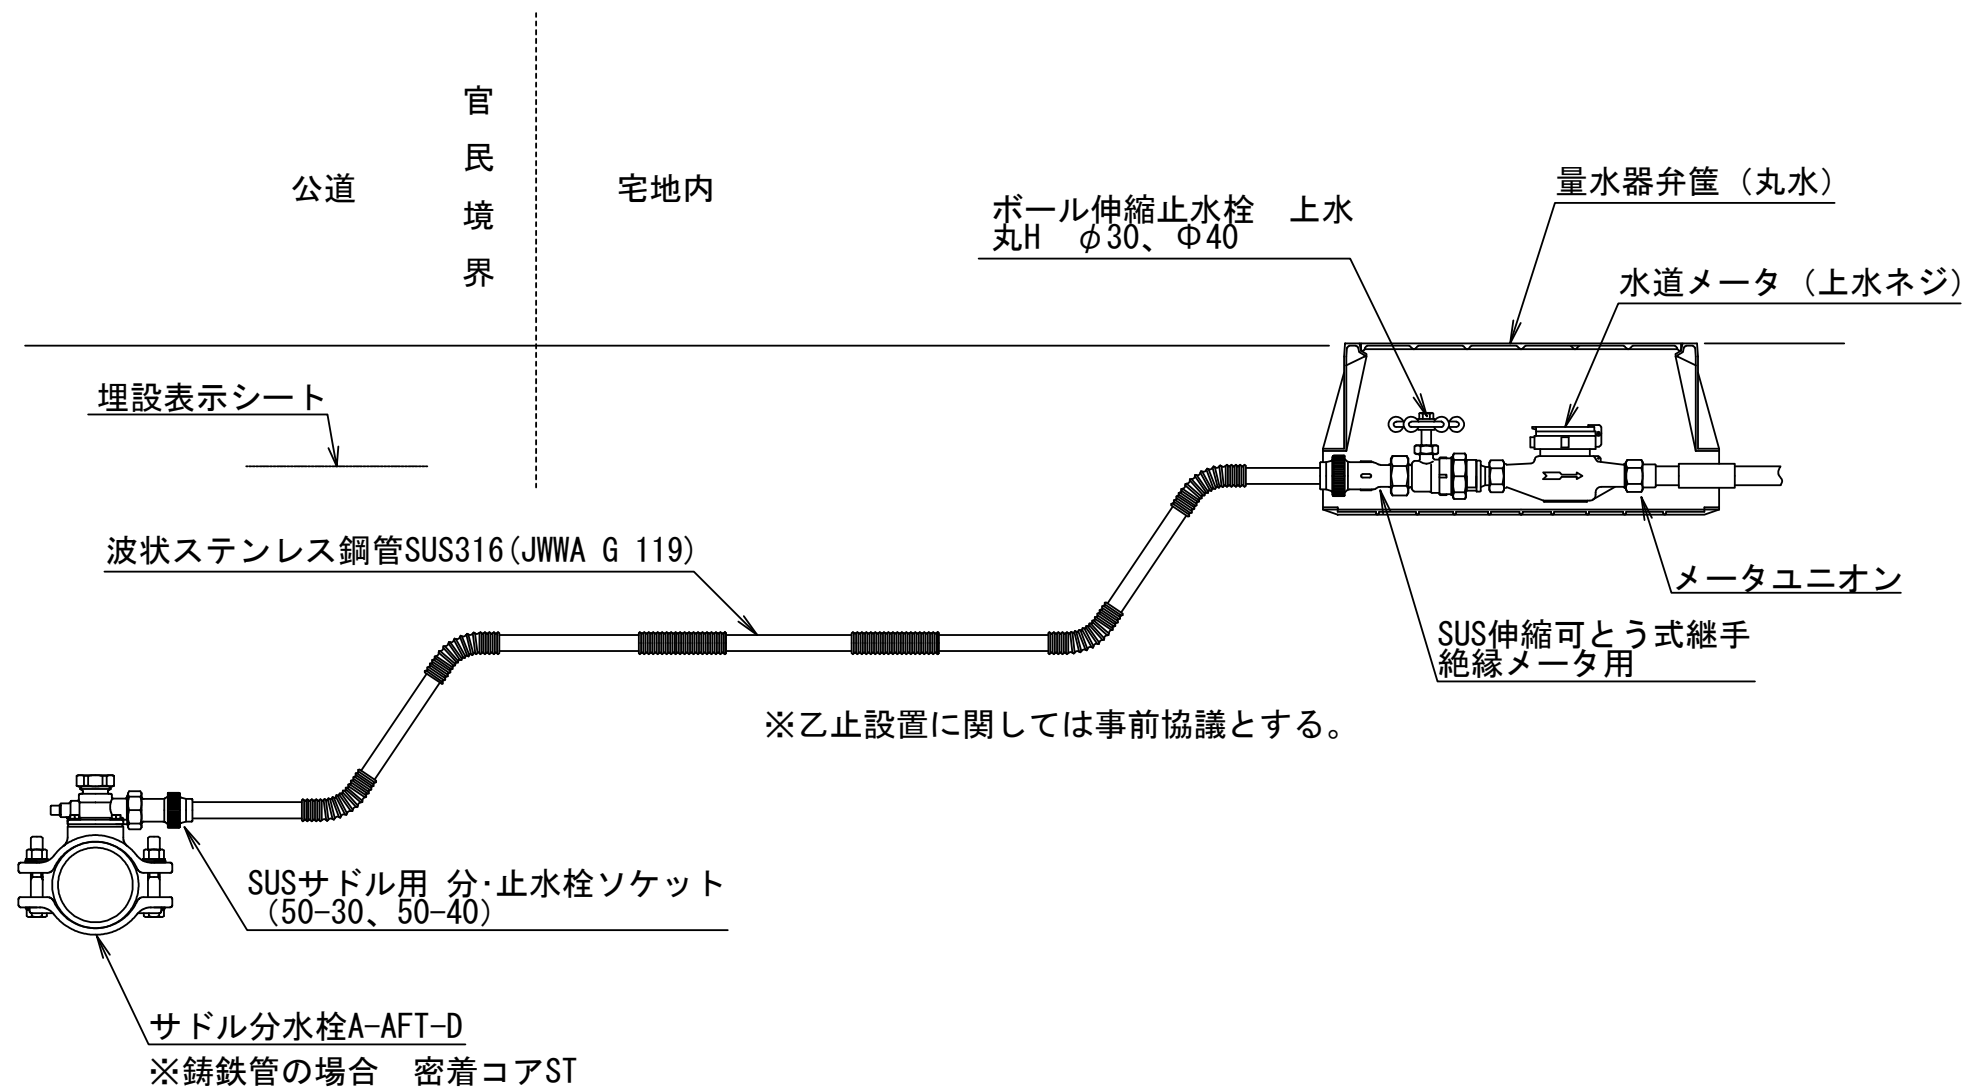 官民境界
公道
宅地内
量水器弁筺（丸水）
ボール伸縮止水栓　上水
丸H　φ30、Φ40
水道メータ（上水ネジ）
埋設表示シート
波状ステンレス鋼管SUS316(JWWA G 119)
メータユニオン
SUS伸縮可とう式継手
絶縁メータ用
※乙止設置に関しては事前協議とする。
SUSサドル用 分･止水栓ソケット
（50-30、50-40）
サドル分水栓A-AFT-D
※鋳鉄管の場合　密着コアST